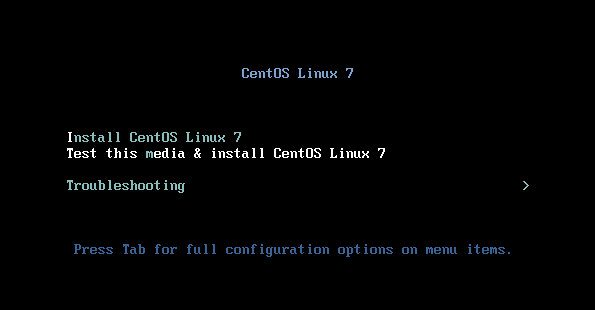 CentOS Linux 7
Install CentOS Linux 7
Test this media & install CentOS Linux 7
Troubleshooting >
Press Tab for full configuration options on menu items.